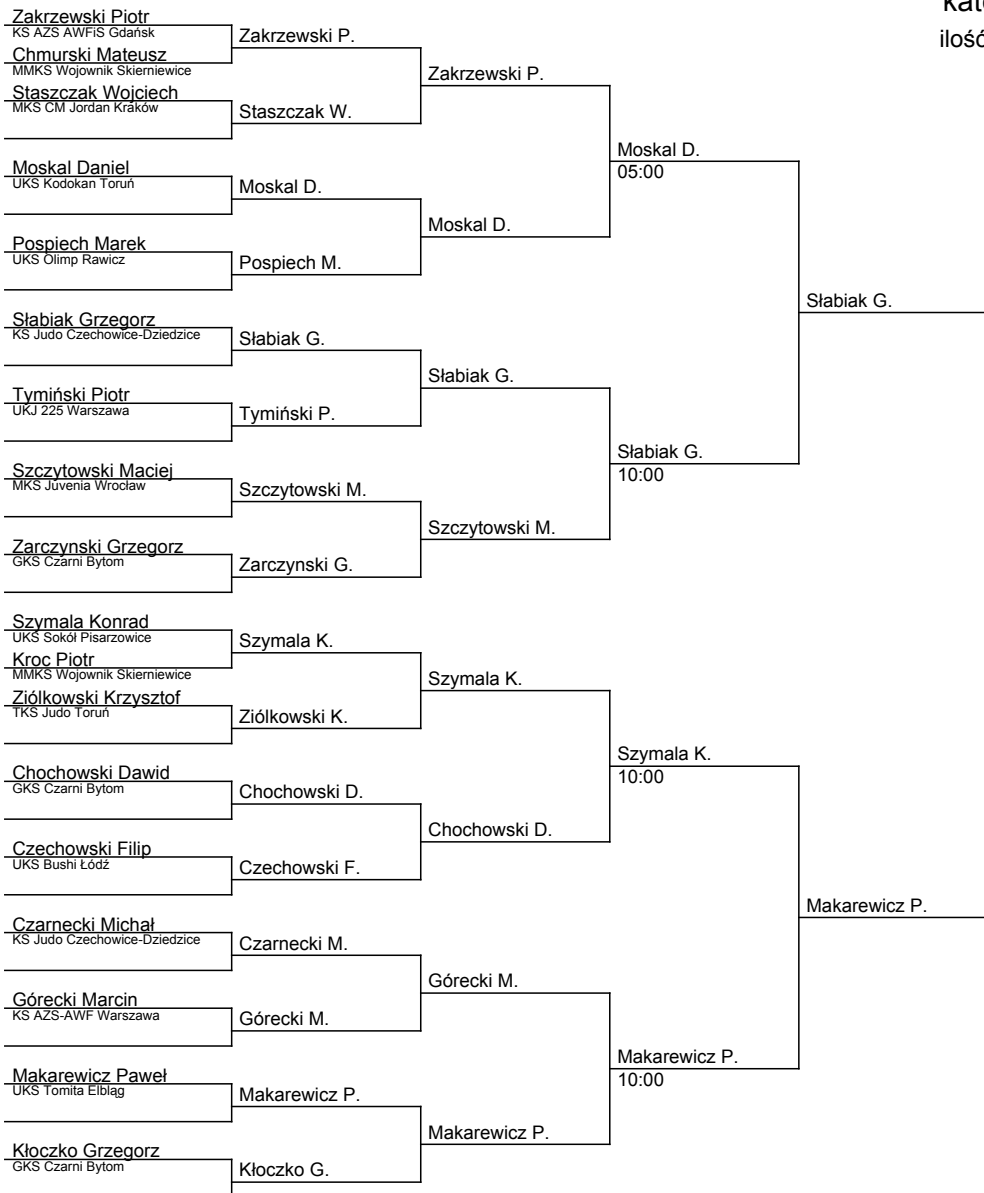 kat
ilość
Zakrzewski Piotr
KS AZS AWFiS Gdańsk
Chmurski Mateusz
MMKS Wojownik Skierniewice
Staszczak Wojciech
MKS CM Jordan Kraków
Moskal Daniel
UKS Kodokan Toruń
Pospiech Marek
UKS Olimp Rawicz
Słabiak Grzegorz
KS Judo Czechowice-Dziedzice
Tymiński Piotr
UKJ 225 Warszawa
Szczytowski Maciej
MKS Juvenia Wrocław
Zarczynski Grzegorz
GKS Czarni Bytom
Szymala Konrad
UKS Sokół Pisarzowice
Kroc Piotr
MMKS Wojownik Skierniewice
Ziólkowski Krzysztof
TKS Judo Toruń
Chochowski Dawid
GKS Czarni Bytom
Czechowski Filip
UKS Bushi Łódź
Czarnecki Michał
KS Judo Czechowice-Dziedzice
Górecki Marcin
KS AZS-AWF Warszawa
Makarewicz Paweł
UKS Tomita Elbląg
Kłoczko Grzegorz
GKS Czarni Bytom
Zakrzewski P.
Staszczak W.
Moskal D.
Pospiech M.
Słabiak G.
Tymiński P.
Szczytowski M.
Zarczynski G.
Szymala K.
Ziólkowski K.
Chochowski D.
Czechowski F.
Czarnecki M.
Górecki M.
Makarewicz P.
Kłoczko G.
Zakrzewski P.
Moskal D.
Słabiak G.
Szczytowski M.
Szymala K.
Chochowski D.
Górecki M.
Makarewicz P.
Moskal D.
05:00
Słabiak G.
10:00
Szymala K.
10:00
Makarewicz P.
10:00
Słabiak G.
Makarewicz P.